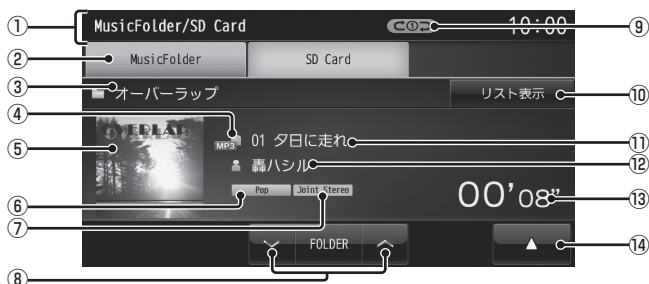 ① MusicFolder/SD Card 10:00 ⑨
② MusicFolder SD Card
③ オーバーラップ リスト表示 ⑩
④ MP3 01 夕日に走れ ⑪
⑤ OVERLAP
轟ハシル ⑫
⑥ Pop Joint Stereo 00'08" ⑬
⑦
FOLDER ⑭
⑧